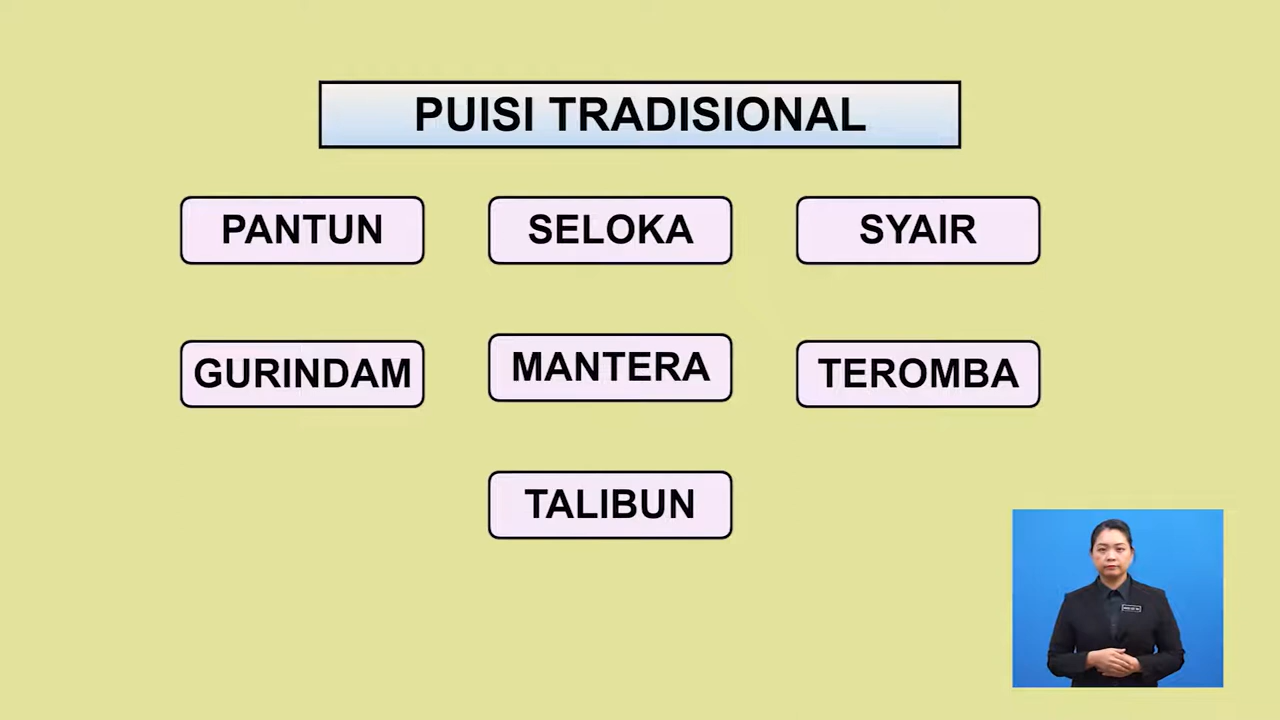 PUISI TRADISIONAL
PANTUN
SELOKA
SYAIR
GURINDAM
MANTERA
TEROMBA
TALIBUN